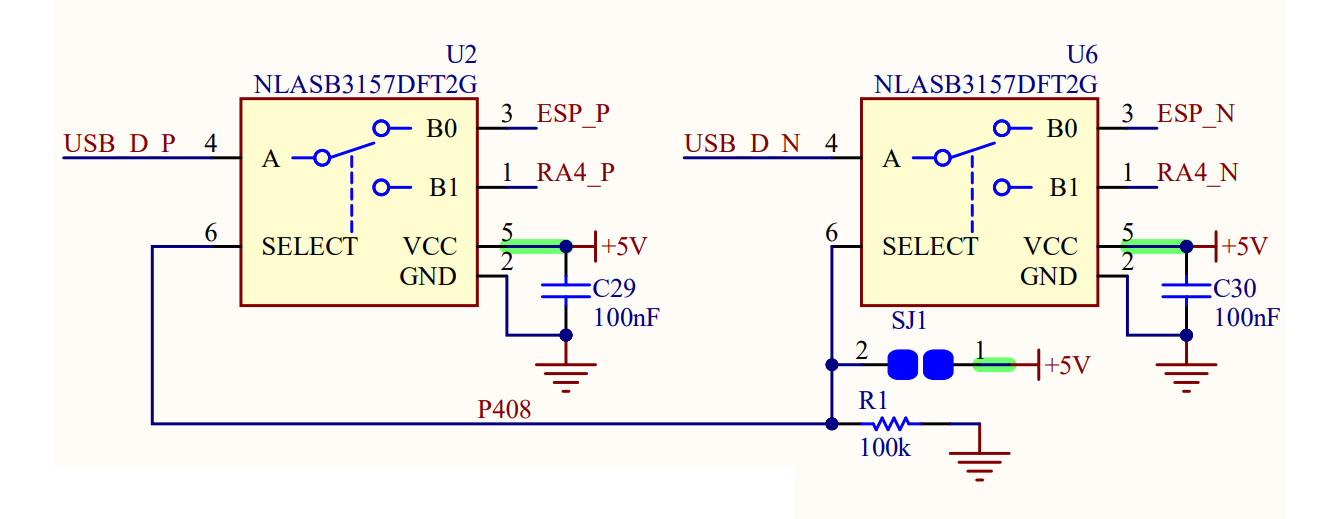 U2
NLASB3157DFT2G
USB_D_P
4
A
B0
3
ESP_P
B1
1
RA4_P
6
SELECT
VCC
5
+5V
GND
2
C29
100nF
U6
NLASB3157DFT2G
USB_D_N
4
A
B0
3
ESP_N
B1
1
RA4_N
6
SELECT
VCC
5
+5V
GND
2
C30
100nF
SJ1
2
1
+5V
P408
R1
100k